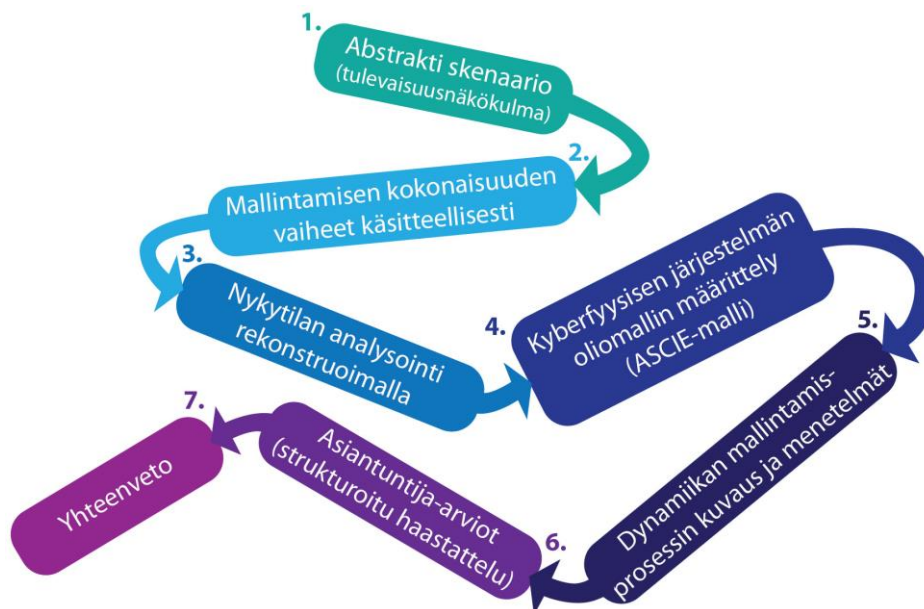 1.
Abstrakti skenaario
(tulevaisuusnäkökulma)
2.
Mallintamisen kokonaisuuden
vaiheet käsitteellisesti
3.
Nykytilan analysointi
rekonstruoimalla
4.
Kyberfyysisen järjestelmän
oliomallin määrittely
(ASCIE-malli)
5.
Dynamiikan mallintamis-
prosessin kuvaus ja menetelmät
6.
Asiantuntija-arviot
(strukturoitu haastattelu)
7.
Yhteenveto